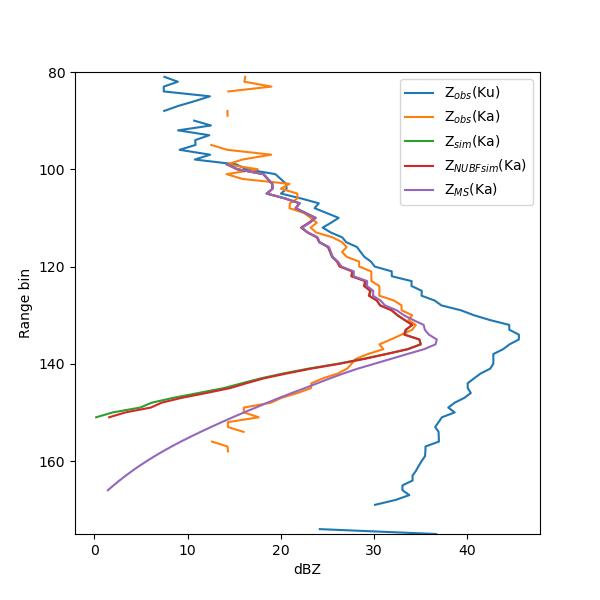 80
100
120
140
160
Range bin
0
10
20
30
40
dBZ
Z_obs(Ku)
Z_obs(Ka)
Z_sim(Ka)
Z_NUBFsim(Ka)
Z_MS(Ka)